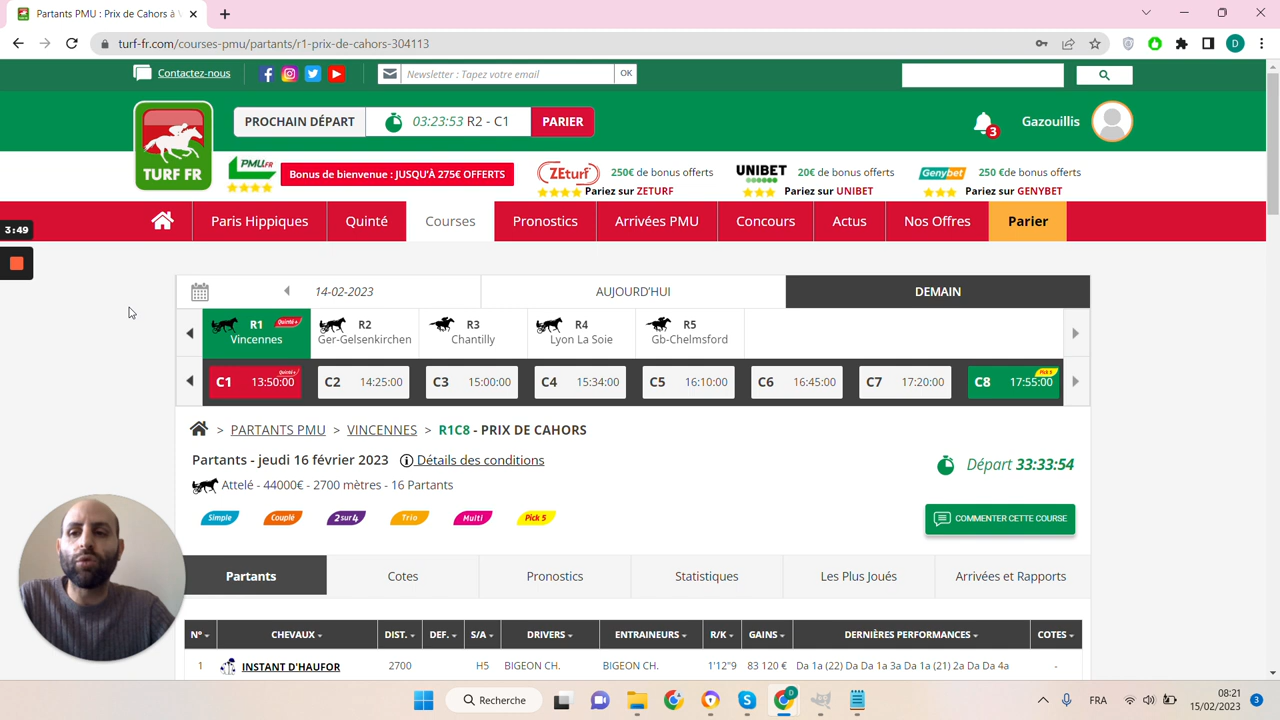 Partants PMU : Prix de Cahors à V
turf-fr.com/courses-pmu/partants/r1-prix-de-cahors-304113
D
Contactez-nous
Newsletter : Tapez votre email
OK
TURF FR
PROCHAIN DÉPART
03:23:53 R2 - C1
PARIER
3
Gazouillis
PMU.FR
Bonus de bienvenue : JUSQU'À 275€ OFFERTS
ZEturf
250€ de bonus offerts
Pariez sur ZETURF
UNIBET
20€ de bonus offerts
Pariez sur UNIBET
Genybet
250 € de bonus offerts
Pariez sur GENYBET
3:49
Paris Hippiques
Quinté
Courses
Pronostics
Arrivées PMU
Concours
Actus
Nos Offres
Parier
14-02-2023
AUJOURD'HUI
DEMAIN
R1 Quinté+
Vincennes
R2
Ger-Gelsenkirchen
R3
Chantilly
R4
Lyon La Soie
R5
Gb-Chelmsford
C1 13:50:00 Quinté+
C2 14:25:00
C3 15:00:00
C4 15:34:00
C5 16:10:00
C6 16:45:00
C7 17:20:00
C8 17:55:00 Pick 5
> PARTANTS PMU > VINCENNES > R1C8 - PRIX DE CAHORS
Partants - jeudi 16 février 2023 Détails des conditions
Départ 33:33:54
Attelé - 44000€ - 2700 mètres - 16 Partants
Simple
Couplé
2sur4
Trio
Multi
Pick 5
COMMENTER CETTE COURSE
Partants
Cotes
Pronostics
Statistiques
Les Plus Joués
Arrivées et Rapports
N° CHEVAUX DIST. DEF. S/A DRIVERS ENTRAINEURS R/K GAINS DERNIÈRES PERFORMANCES COTES
1 INSTANT D'HAUFOR 2700 H5 BIGEON CH. BIGEON CH. 1'12"9 83 120 € Da 1a (22) Da Da 1a 3a Da 1a (21) 2a Da Da 4a -
Recherche
D
FRA
08:21
15/02/2023
3